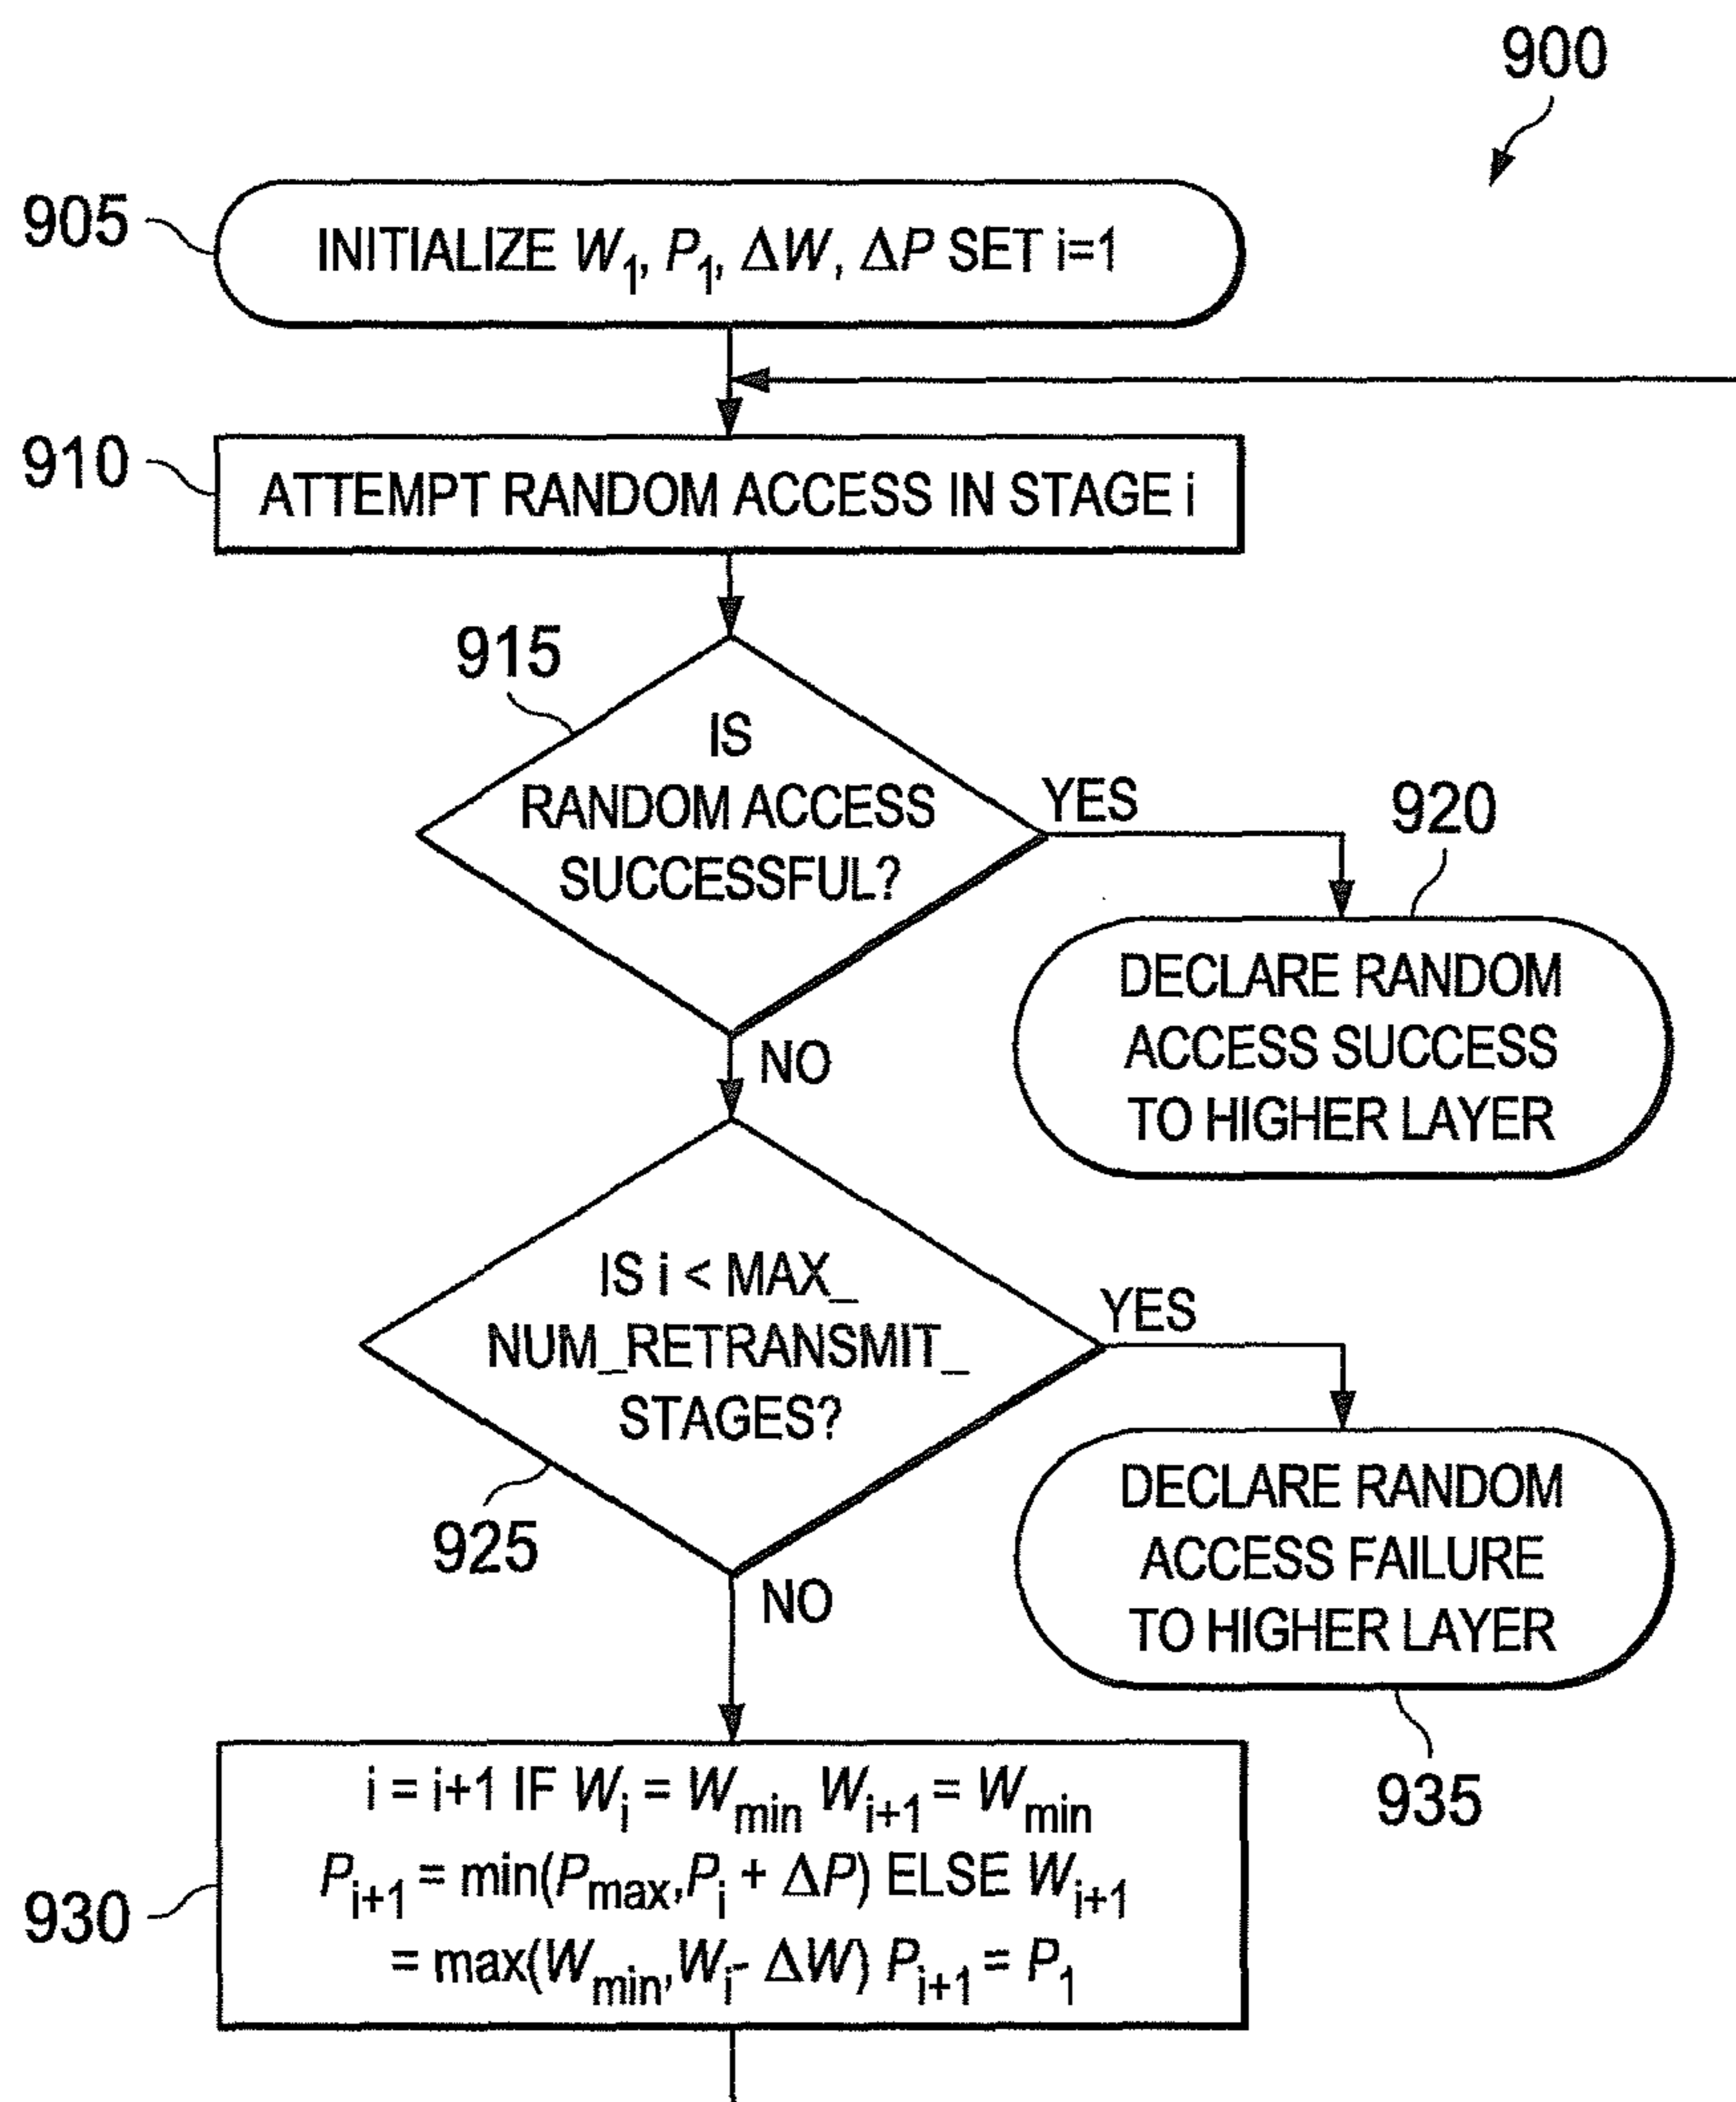 900
905
INITIALIZE W1, P1, ΔW, ΔP SET i=1
910
ATTEMPT RANDOM ACCESS IN STAGE i
915
IS
RANDOM ACCESS
SUCCESSFUL?
YES
920
DECLARE RANDOM
ACCESS SUCCESS
TO HIGHER LAYER
NO
IS i < MAX_
NUM_RETRANSMIT_
STAGES?
YES
925
DECLARE RANDOM
ACCESS FAILURE
TO HIGHER LAYER
935
NO
930
i = i+1 IF Wi = Wmin Wi+1 = Wmin
Pi+1 = min(Pmax,Pi + ΔP) ELSE Wi+1
= max(Wmin,Wi- ΔW) Pi+1 = P1